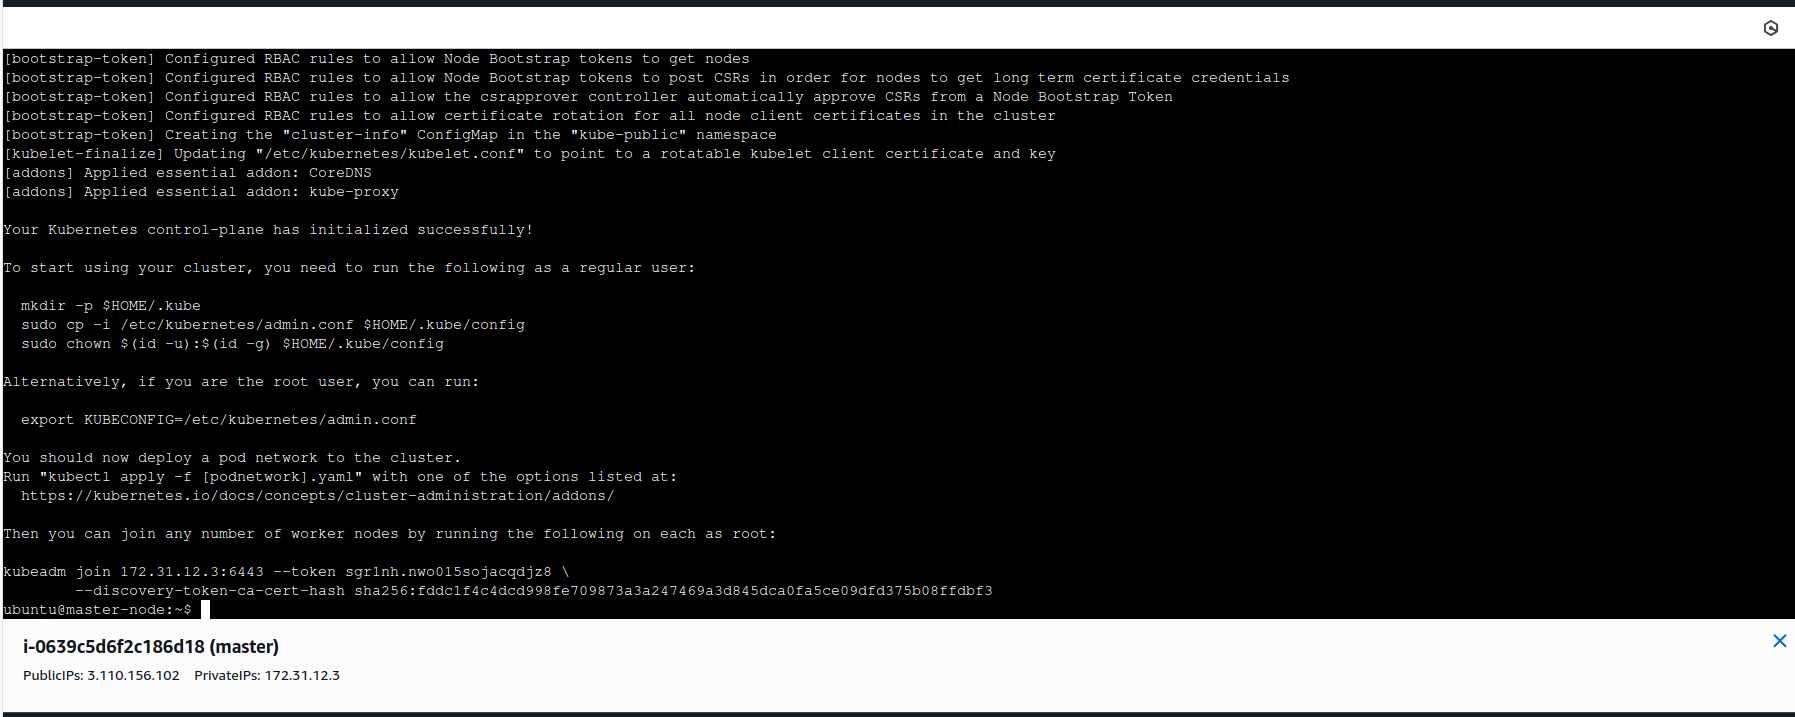 [bootstrap-token] Configured RBAC rules to allow Node Bootstrap tokens to get nodes
[bootstrap-token] Configured RBAC rules to allow Node Bootstrap tokens to post CSRs in order for nodes to get long term certificate credentials
[bootstrap-token] Configured RBAC rules to allow the csrapprover controller automatically approve CSRs from a Node Bootstrap Token
[bootstrap-token] Configured RBAC rules to allow certificate rotation for all node client certificates in the cluster
[bootstrap-token] Creating the "cluster-info" ConfigMap in the "kube-public" namespace
[kubelet-finalize] Updating "/etc/kubernetes/kubelet.conf" to point to a rotatable kubelet client certificate and key
[addons] Applied essential addon: CoreDNS
[addons] Applied essential addon: kube-proxy
Your Kubernetes control-plane has initialized successfully!
To start using your cluster, you need to run the following as a regular user:
mkdir -p $HOME/.kube
sudo cp -i /etc/kubernetes/admin.conf $HOME/.kube/config
sudo chown $(id -u):$(id -g) $HOME/.kube/config
Alternatively, if you are the root user, you can run:
export KUBECONFIG=/etc/kubernetes/admin.conf
You should now deploy a pod network to the cluster.
Run "kubectl apply -f [podnetwork].yaml" with one of the options listed at:
https://kubernetes.io/docs/concepts/cluster-administration/addons/
Then you can join any number of worker nodes by running the following on each as root:
kubeadm join 172.31.12.3:6443 --token sgr1nh.nwo015sojacqdjz8 \
--discovery-token-ca-cert-hash sha256:fddc1f4c4dcd998fe709873a3a247469a3d845dca0fa5ce09dfd375b08ffdbf3
ubuntu@master-node:~$
i-0639c5d6f2c186d18 (master)
PublicIPs: 3.110.156.102 PrivateIPs: 172.31.12.3